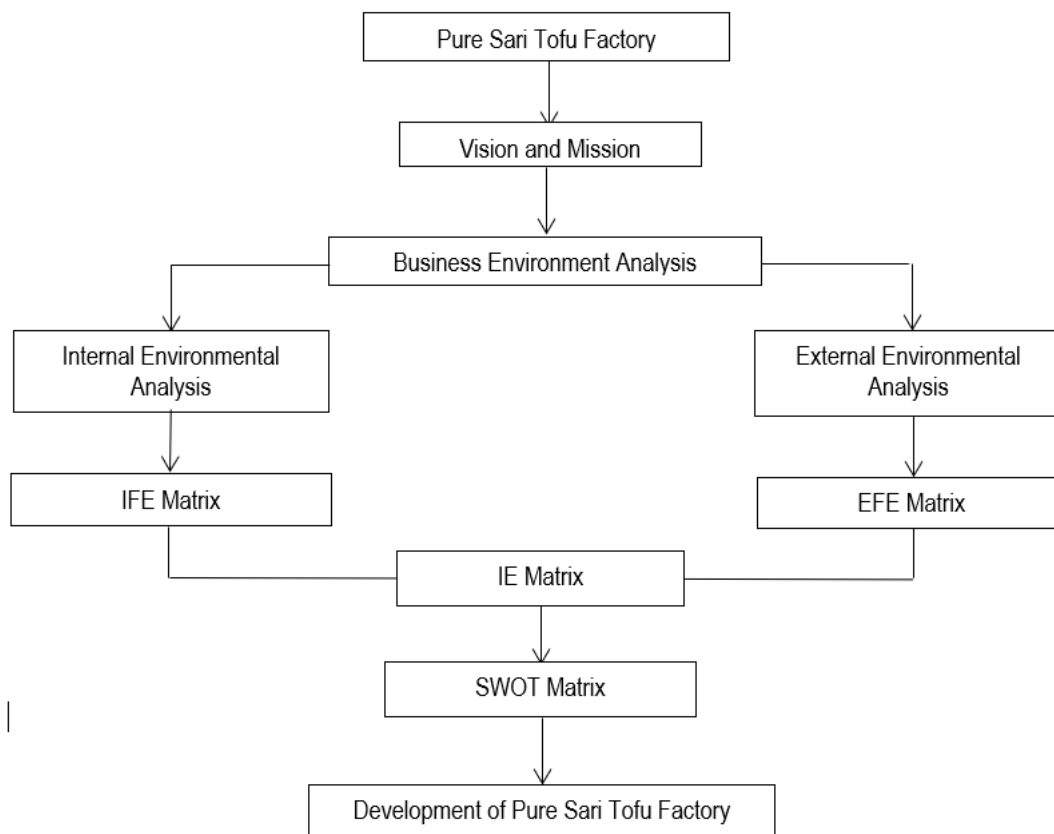 Pure Sari Tofu Factory
Vision and Mission
Business Environment Analysis
Internal Environmental
Analysis
External Environmental
Analysis
IFE Matrix
EFE Matrix
IE Matrix
SWOT Matrix
Development of Pure Sari Tofu Factory